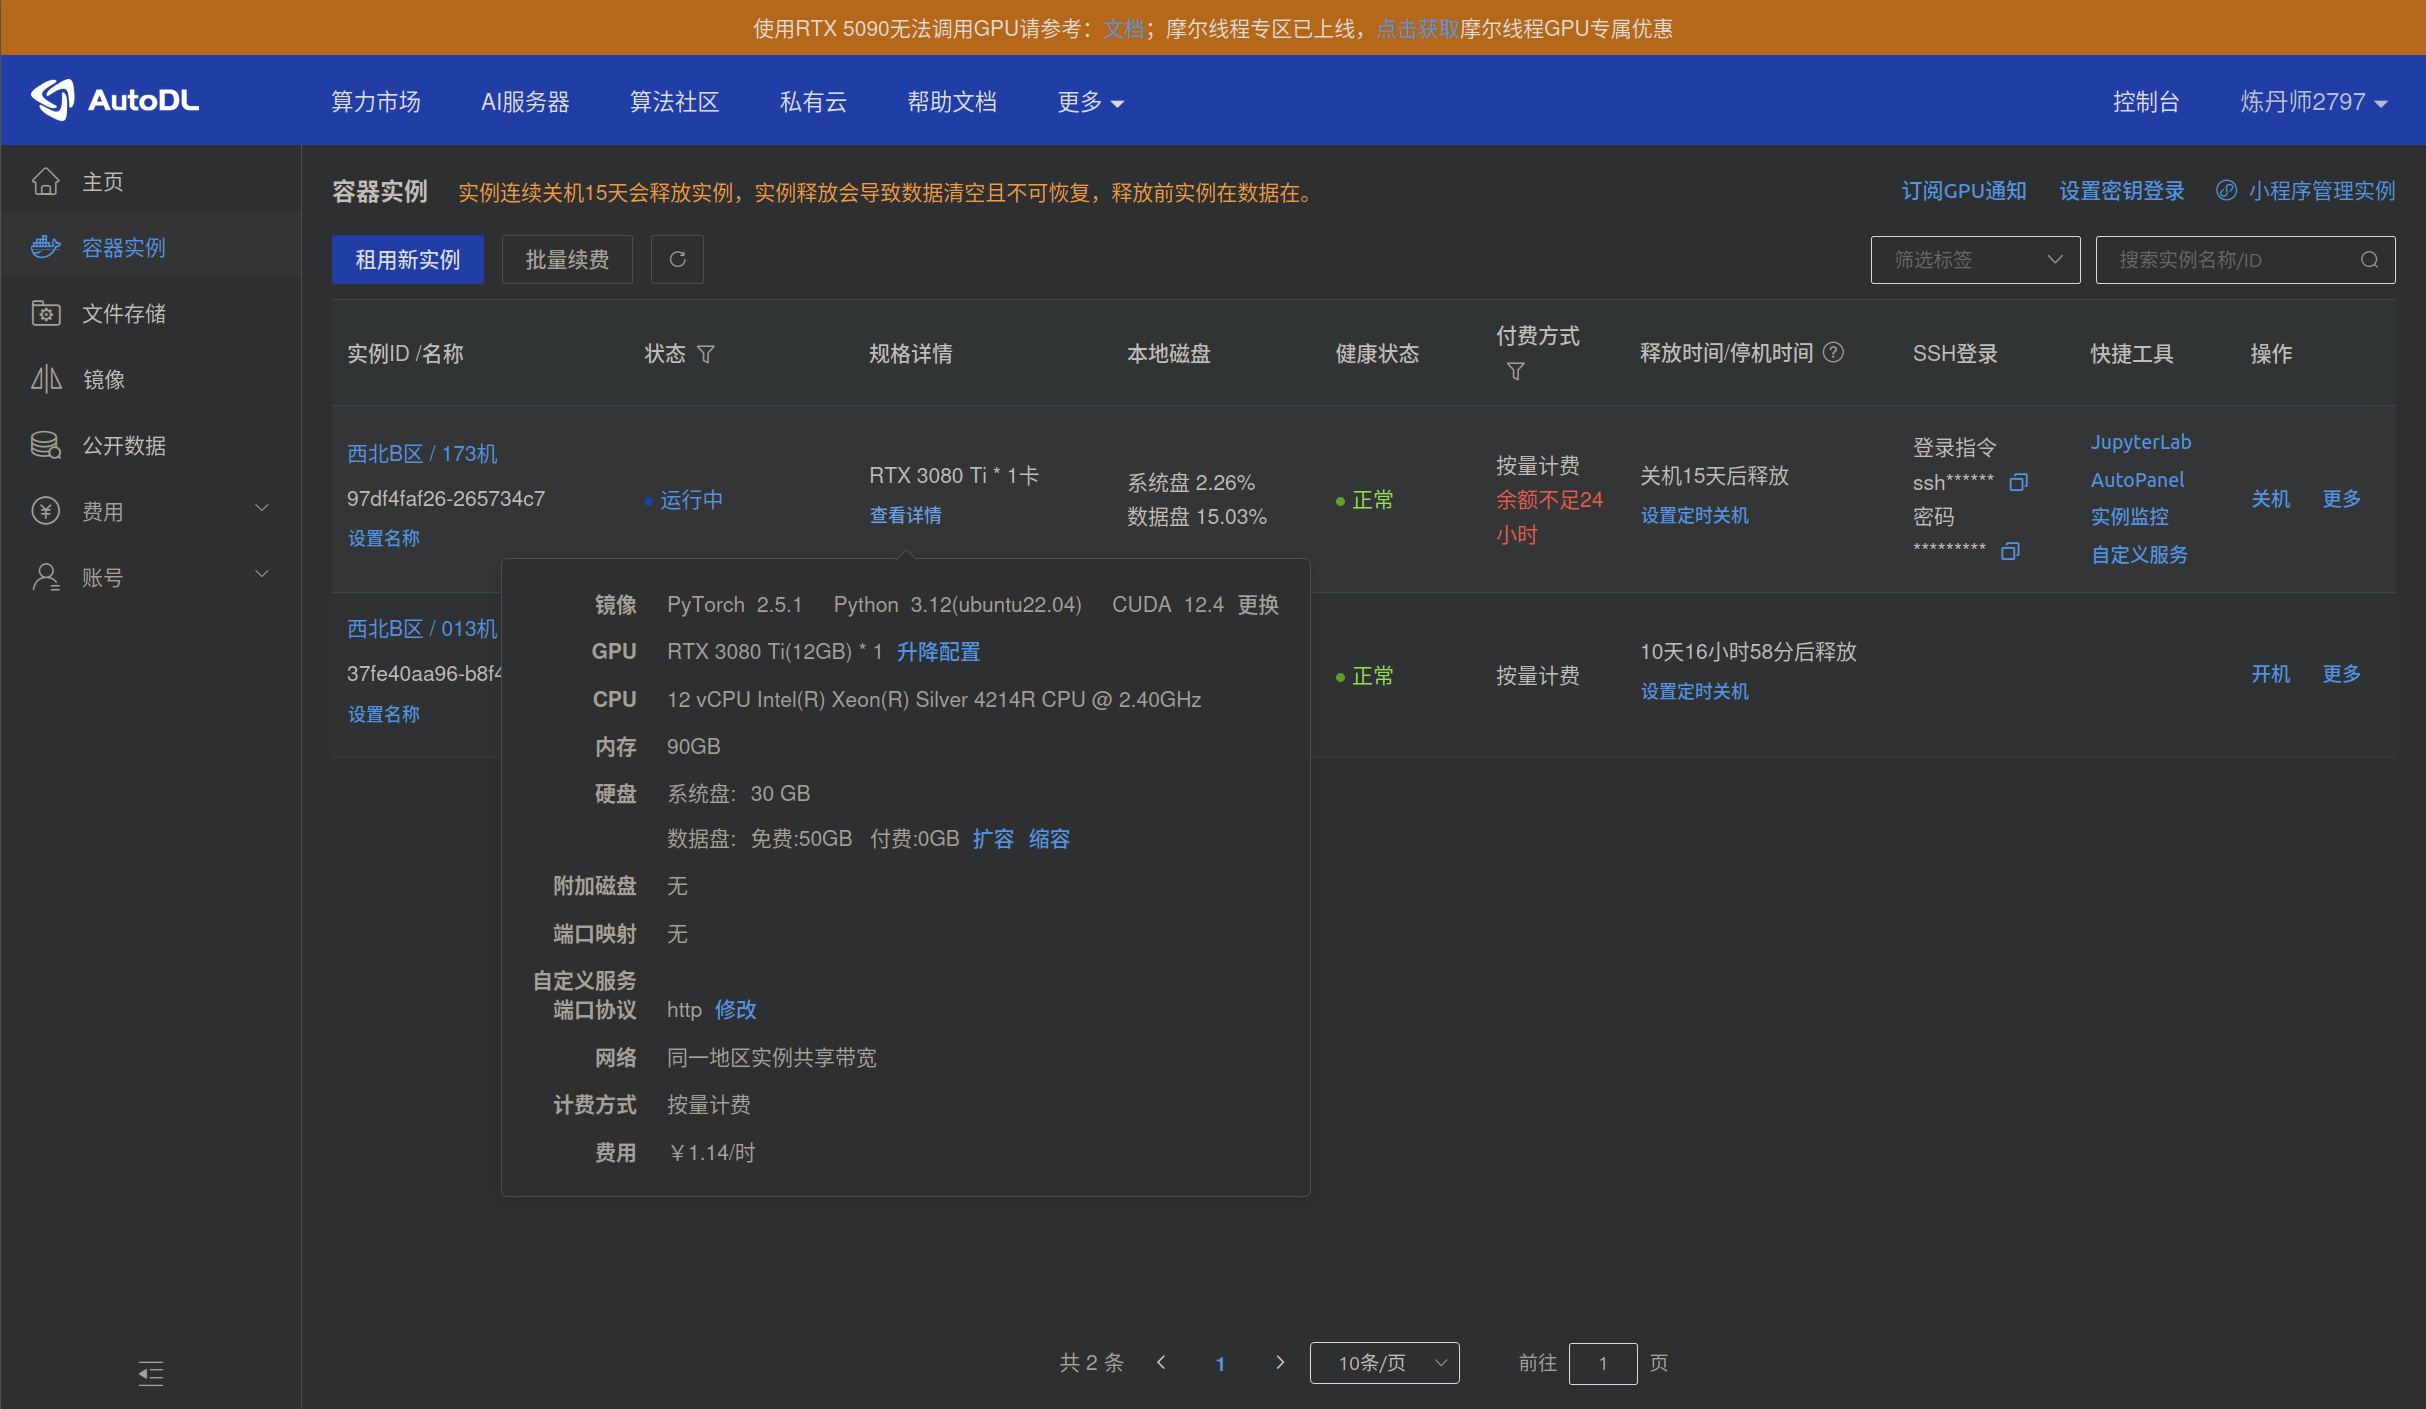 使用RTX 5090无法调用GPU请参考：文档；摩尔线程专区已上线，点击获取摩尔线程GPU专属优惠
AutoDL
算力市场 AI服务器 算法社区 私有云 帮助文档 更多 控制台 炼丹师2797
主页
容器实例
文件存储
镜像
公开数据
费用
账号
容器实例 实例连续关机15天会释放实例，实例释放会导致数据清空且不可恢复，释放前实例在数据在。 订阅GPU通知 设置密钥登录 小程序管理实例
租用新实例 批量续费 筛选标签 搜索实例名称/ID
实例ID /名称 状态 规格详情 本地磁盘 健康状态 付费方式 释放时间/停机时间 SSH登录 快捷工具 操作
西北B区 / 173机
97df4faf26-265734c7
设置名称
运行中
RTX 3080 Ti * 1卡
查看详情
系统盘 2.26%
数据盘 15.03%
正常
按量计费
余额不足24
小时
关机15天后释放
设置定时关机
登录指令
ssh******
密码
*********
JupyterLab
AutoPanel
实例监控
自定义服务
关机 更多
西北B区 / 013机
37fe40aa96-b8f4
设置名称
正常
按量计费
10天16小时58分后释放
设置定时关机
开机 更多
镜像 PyTorch 2.5.1 Python 3.12(ubuntu22.04) CUDA 12.4 更换
GPU RTX 3080 Ti(12GB) * 1 升降配置
CPU 12 vCPU Intel(R) Xeon(R) Silver 4214R CPU @ 2.40GHz
内存 90GB
硬盘 系统盘: 30 GB
数据盘: 免费:50GB 付费:0GB 扩容 缩容
附加磁盘 无
端口映射 无
自定义服务
端口协议 http 修改
网络 同一地区实例共享带宽
计费方式 按量计费
费用 ￥1.14/时
共 2 条 1 10条/页 前往 1 页